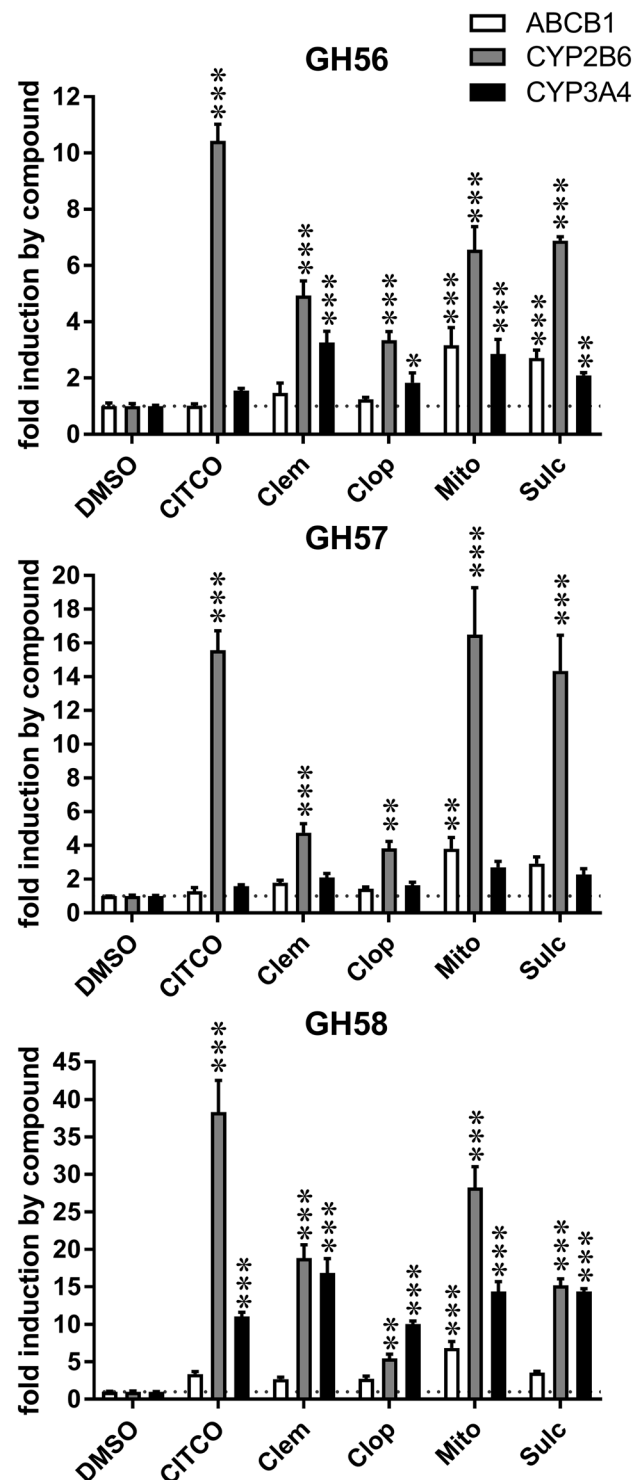 ABCB1
CYP2B6
CYP3A4
GH56
fold induction by compound
12
10
8
6
4
2
0
***
*** ***
*** *
*** *** ***
*** *** **
DMSO CITCO Clem Clop Mito Sulc
GH57
fold induction by compound
20
18
16
14
12
10
8
6
4
2
0
***
***
**
** ***
***
DMSO CITCO Clem Clop Mito Sulc
GH58
fold induction by compound
45
40
35
30
25
20
15
10
5
0
*** ***
*** ***
** ***
*** *** ***
*** ***
DMSO CITCO Clem Clop Mito Sulc